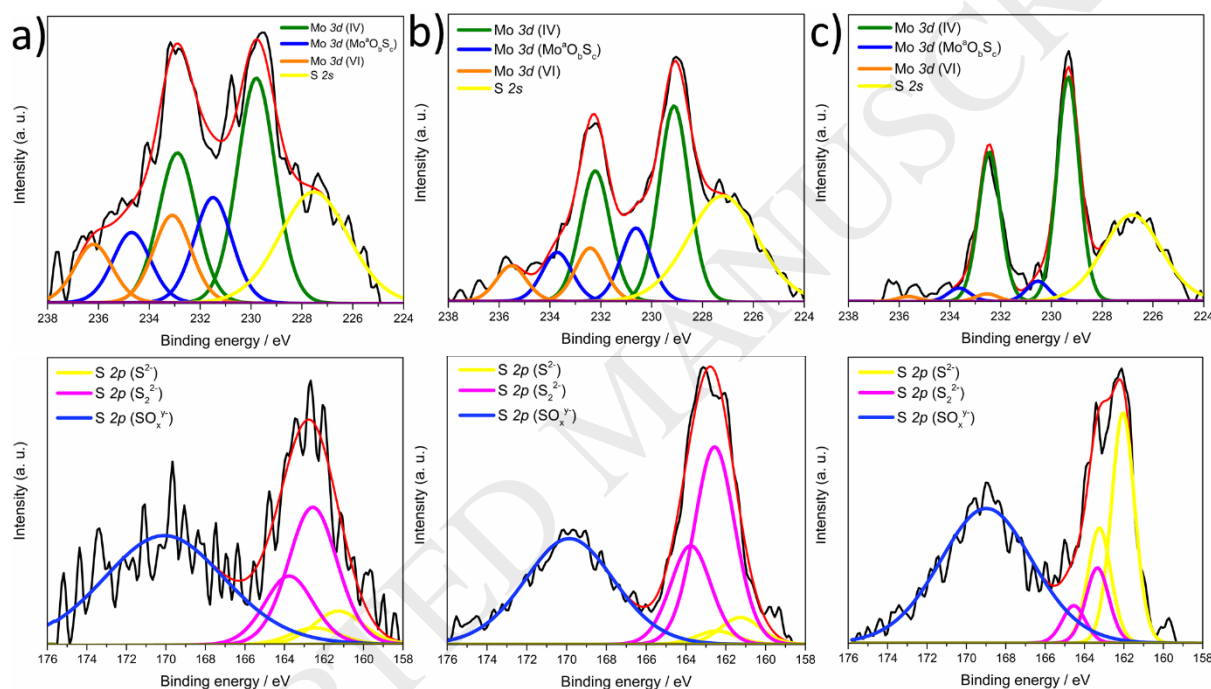 a)
Mo 3d (IV)
Mo 3d (MoᵃO_bS_c)
Mo 3d (VI)
S 2s
Intensity (a. u.)
238 236 234 232 230 228 226 224
Binding energy / eV
b)
Mo 3d (IV)
Mo 3d (MoᵃO_bS_c)
Mo 3d (VI)
S 2s
Intensity (a. u.)
238 236 234 232 230 228 226 224
Binding energy / eV
c)
Mo 3d (IV)
Mo 3d (MoᵃO_bS_c)
Mo 3d (VI)
S 2s
Intensity (a. u.)
238 236 234 232 230 228 226 224
Binding energy / eV
S 2p (S²⁻)
S 2p (S₂²⁻)
S 2p (SOₓʸ⁻)
Intensity (a. u.)
176 174 172 170 168 166 164 162 160 158
Binding energy / eV
S 2p (S²⁻)
S 2p (S₂²⁻)
S 2p (SOₓʸ⁻)
Intensity (a. u.)
176 174 172 170 168 166 164 162 160 158
Binding energy / eV
S 2p (S²⁻)
S 2p (S₂²⁻)
S 2p (SOₓʸ⁻)
Intensity (a. u.)
176 174 172 170 168 166 164 162 160 158
Binding energy / eV
PTED MANUSCR